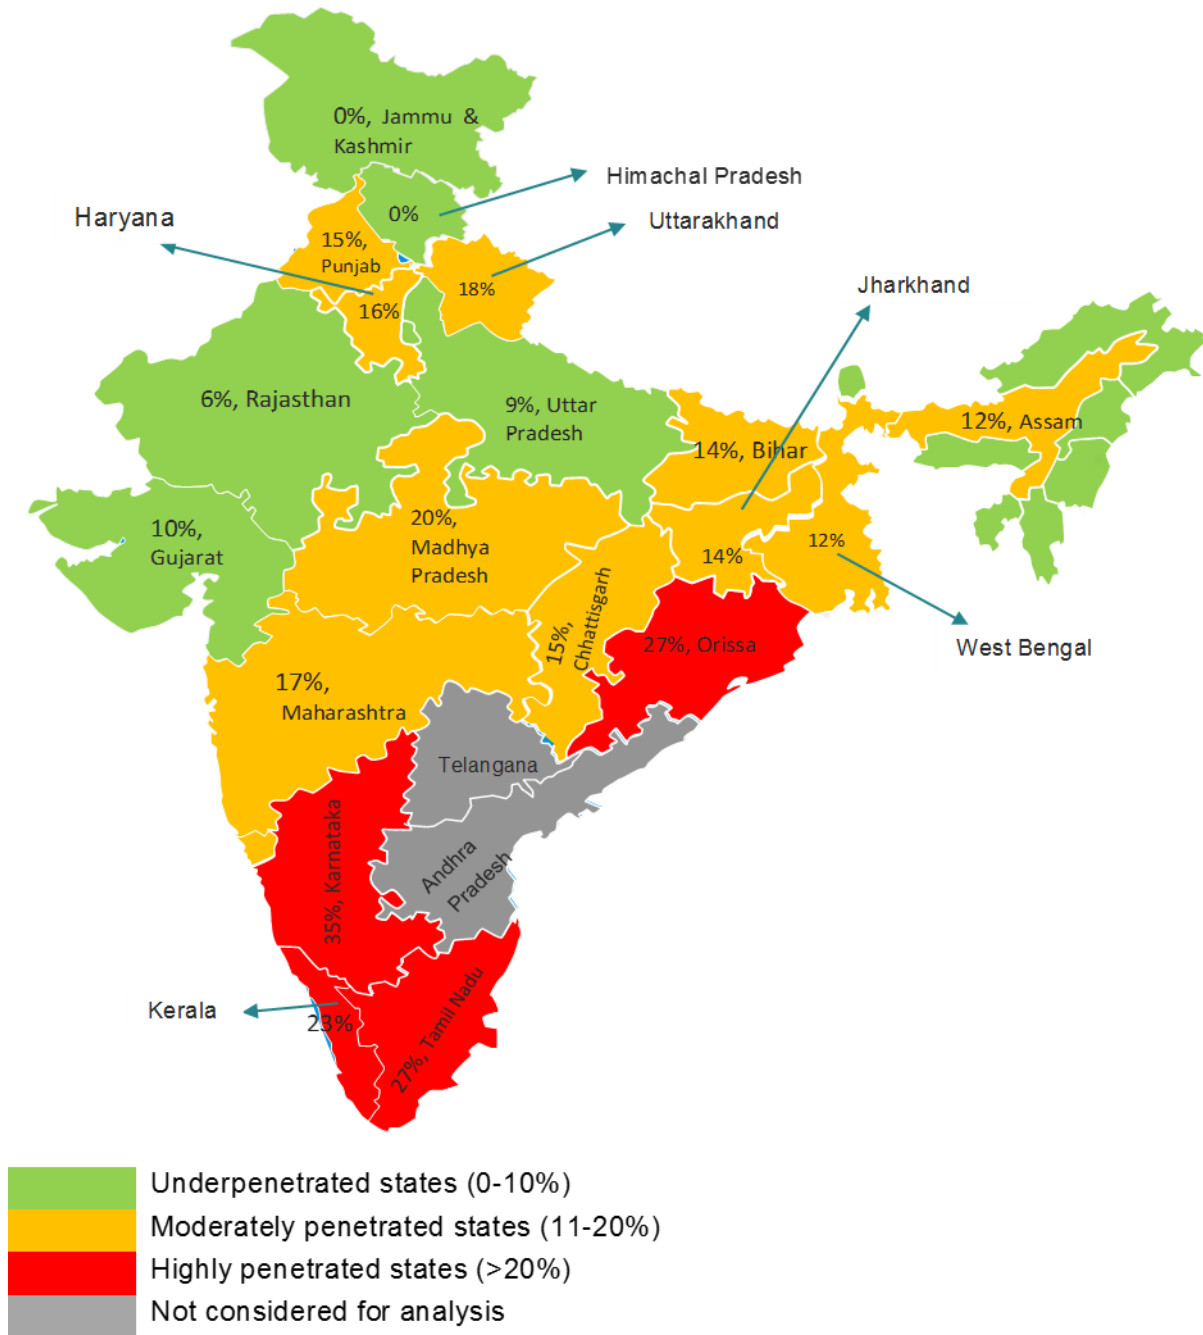 0%, Jammu &
Kashmir
Himachal Pradesh
0%
Haryana
Uttarakhand
15%,
Punjab
18%
Jharkhand
16%
6%, Rajasthan
9%, Uttar
Pradesh
12%, Assam
14%, Bihar
10%,
Gujarat
20%,
Madhya
Pradesh
12%
14%
15%,
Chhattisgarh
27%, Orissa
West Bengal
17%,
Maharashtra
Telangana
35%, Karnataka
Andhra
Pradesh
Kerala
23%
27%, Tamil Nadu
Underpenetrated states (0-10%)
Moderately penetrated states (11-20%)
Highly penetrated states (>20%)
Not considered for analysis